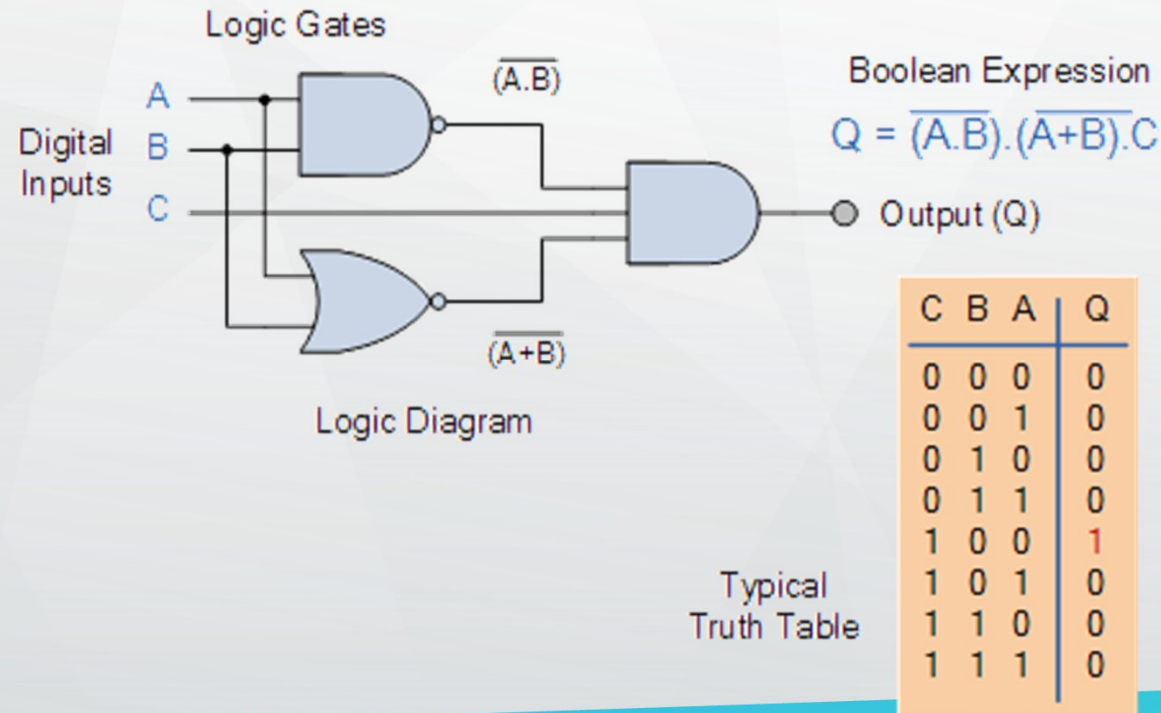 Logic Gates
A
B
C
Digital
Inputs
(A̅.̅B̅)
(A̅+̅B̅)
Logic Diagram
Boolean Expression
Q = (A̅.̅B̅).(A̅+̅B̅).C
Output (Q)
Typical
Truth Table
C B A Q
0 0 0 0
0 0 1 0
0 1 0 0
0 1 1 0
1 0 0 1
1 0 1 0
1 1 0 0
1 1 1 0